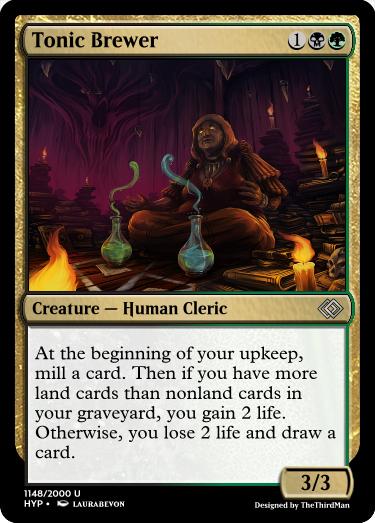 Tonic Brewer 1
Creature — Human Cleric
At the beginning of your upkeep,
mill a card. Then if you have more
land cards than nonland cards in
your graveyard, you gain 2 life.
Otherwise, you lose 2 life and draw a
card.
3/3
1148/2000 U
HYP • LAURABEVON
Designed by TheThirdMan